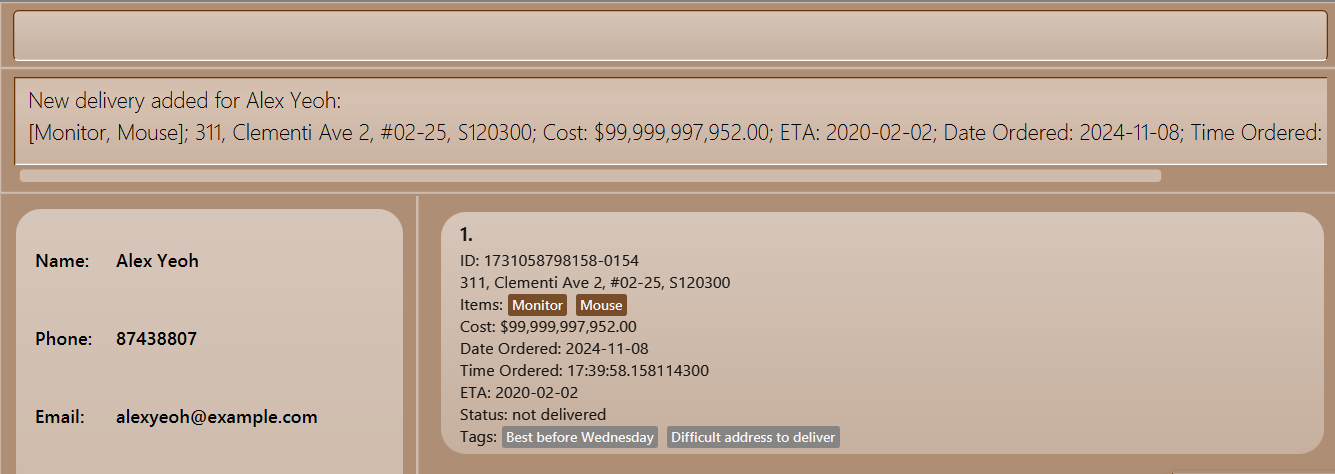 New delivery added for Alex Yeoh:
[Monitor, Mouse]; 311, Clementi Ave 2, #02-25, S120300; Cost: $99,999,997,952.00; ETA: 2020-02-02; Date Ordered: 2024-11-08; Time Ordered:
Name: Alex Yeoh
Phone: 87438807
Email: alexyeoh@example.com
1.
ID: 1731058798158-0154
311, Clementi Ave 2, #02-25, S120300
Items: Monitor Mouse
Cost: $99,999,997,952.00
Date Ordered: 2024-11-08
Time Ordered: 17:39:58.158114300
ETA: 2020-02-02
Status: not delivered
Tags: Best before Wednesday Difficult address to deliver